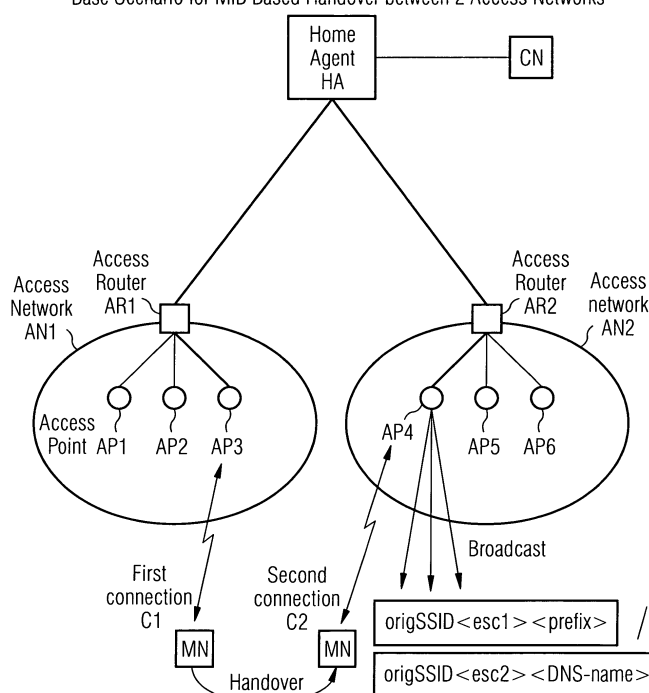 Base Scenario for MID Based Handover between 2 Access Networks
Home
Agent
HA
CN
Access
Router
AR1
Access
Network
AN1
Access
Router
AR2
Access
network
AN2
Access
Point
AP1
AP2
AP3
AP4
AP5
AP6
Broadcast
First
connection
C1
Second
connection
C2
origSSID<esc1><prefix> /
MN
MN
origSSID<esc2><DNS-name>
Handover